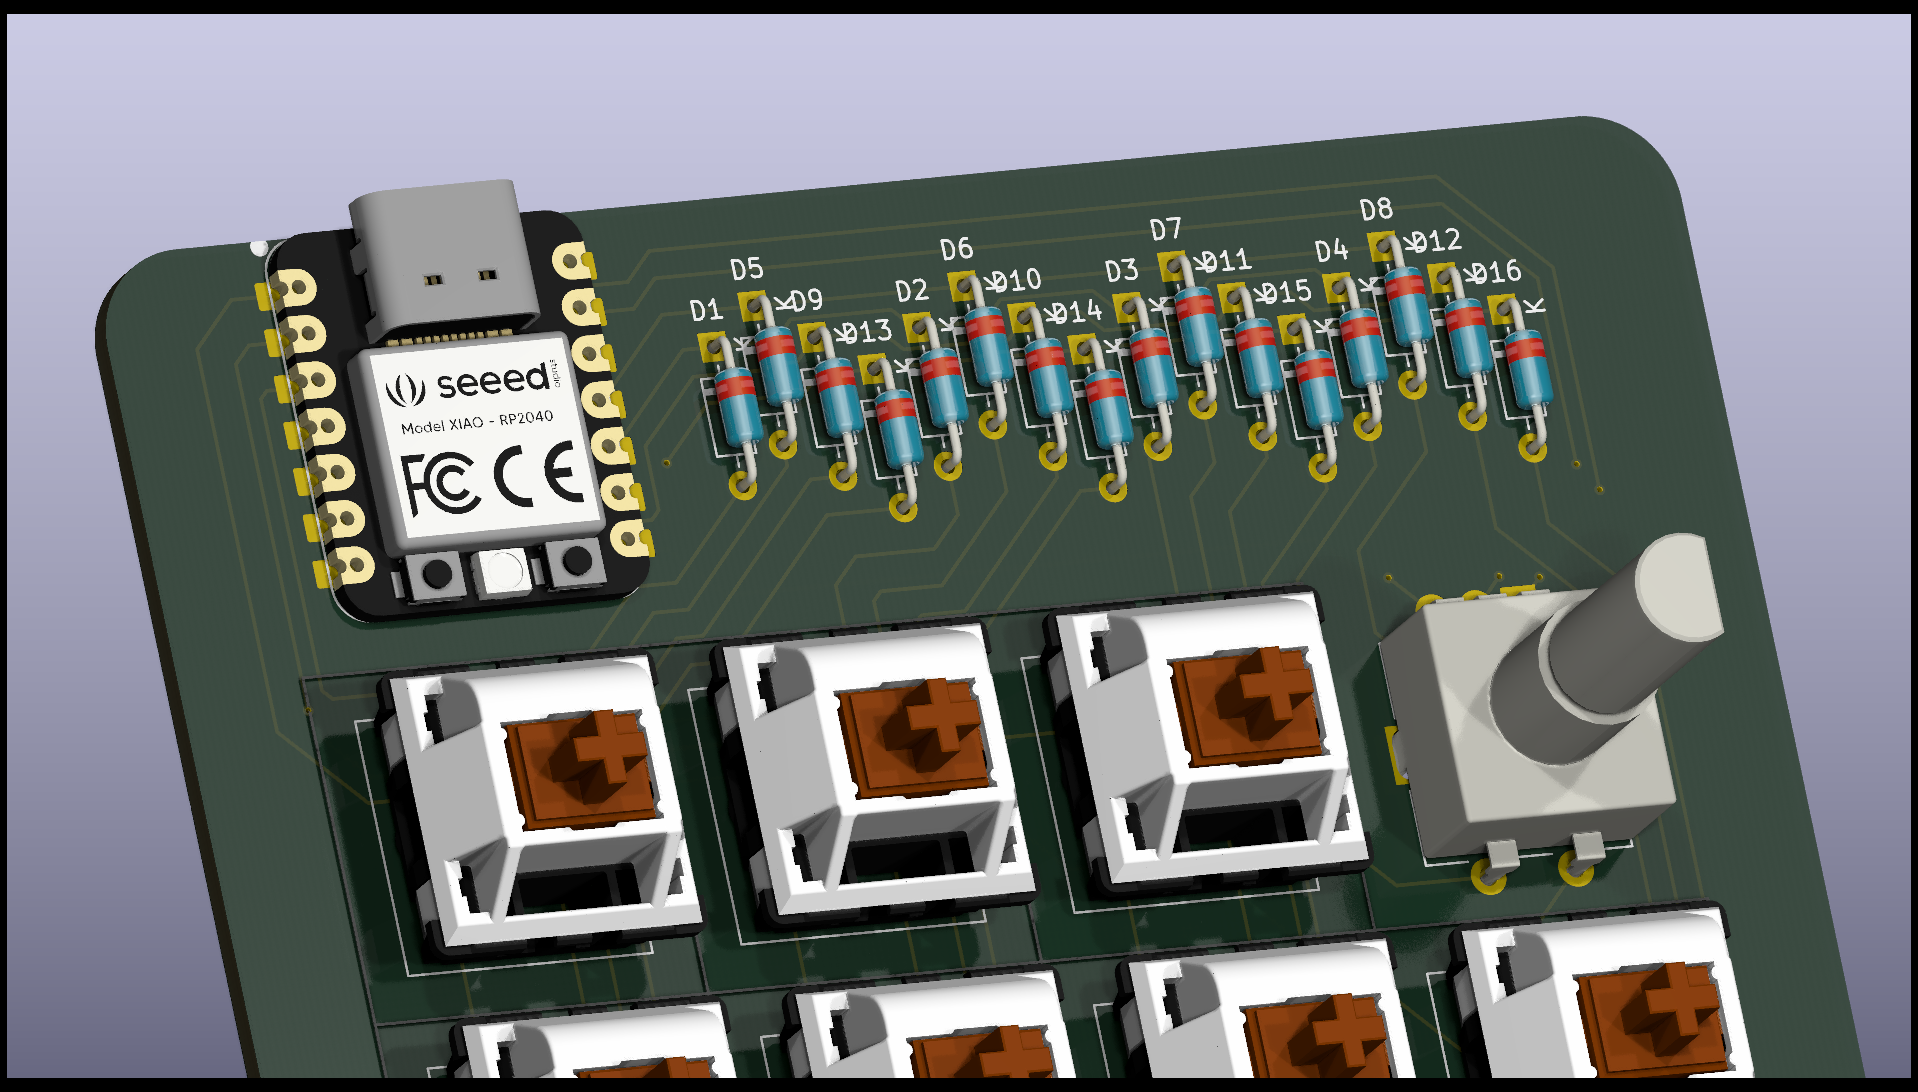 D8
D7
D12
D6
D11
D4
D16
D5
D10
D3
D15
D9
D2
D14
D1
D13
K
seeed
studio
Model XIAO - RP2040
FC CE